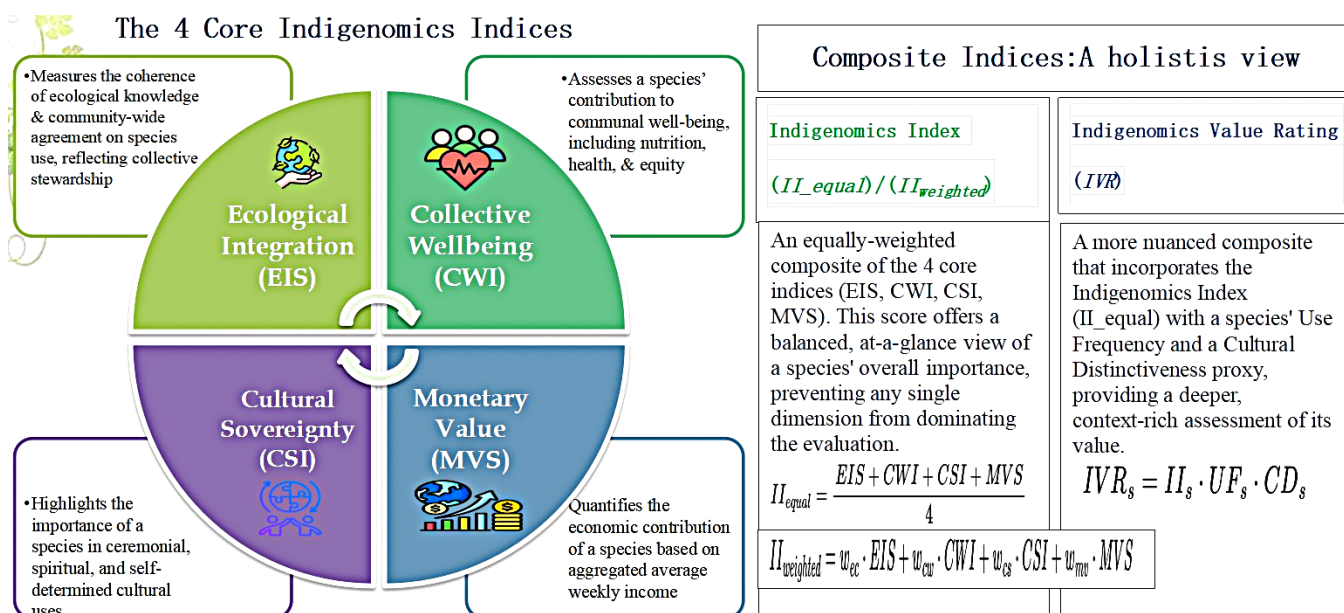 The 4 Core Indigenomics Indices
•Measures the coherence
of ecological knowledge
& community-wide
agreement on species
use, reflecting collective
stewardship
•Assesses a species’
contribution to
communal well-being,
including nutrition,
health, & equity
Ecological
Integration
(EIS)
Collective
Wellbeing
(CWI)
Cultural
Sovereignty
(CSI)
Monetary
Value
(MVS)
•Highlights the
importance of a
species in ceremonial,
spiritual, and self-
determined cultural
uses
Quantifies the
economic contribution
of a species based on
aggregated average
weekly income
Composite Indices:A holistis view
Indigenomics Index
(II_equal)/(II_weighted)
An equally-weighted
composite of the 4 core
indices (EIS, CWI, CSI,
MVS). This score offers a
balanced, at-a-glance view of
a species' overall importance,
preventing any single
dimension from dominating
the evaluation.
II_equal = (EIS + CWI + CSI + MVS) / 4
II_weighted = w_ec · EIS + w_cw · CWI + w_cs · CSI + w_mv · MVS
Indigenomics Value Rating
(IVR)
A more nuanced composite
that incorporates the
Indigenomics Index
(II_equal) with a species' Use
Frequency and a Cultural
Distinctiveness proxy,
providing a deeper,
context-rich assessment of its
value.
IVR_s = II_s · UF_s · CD_s